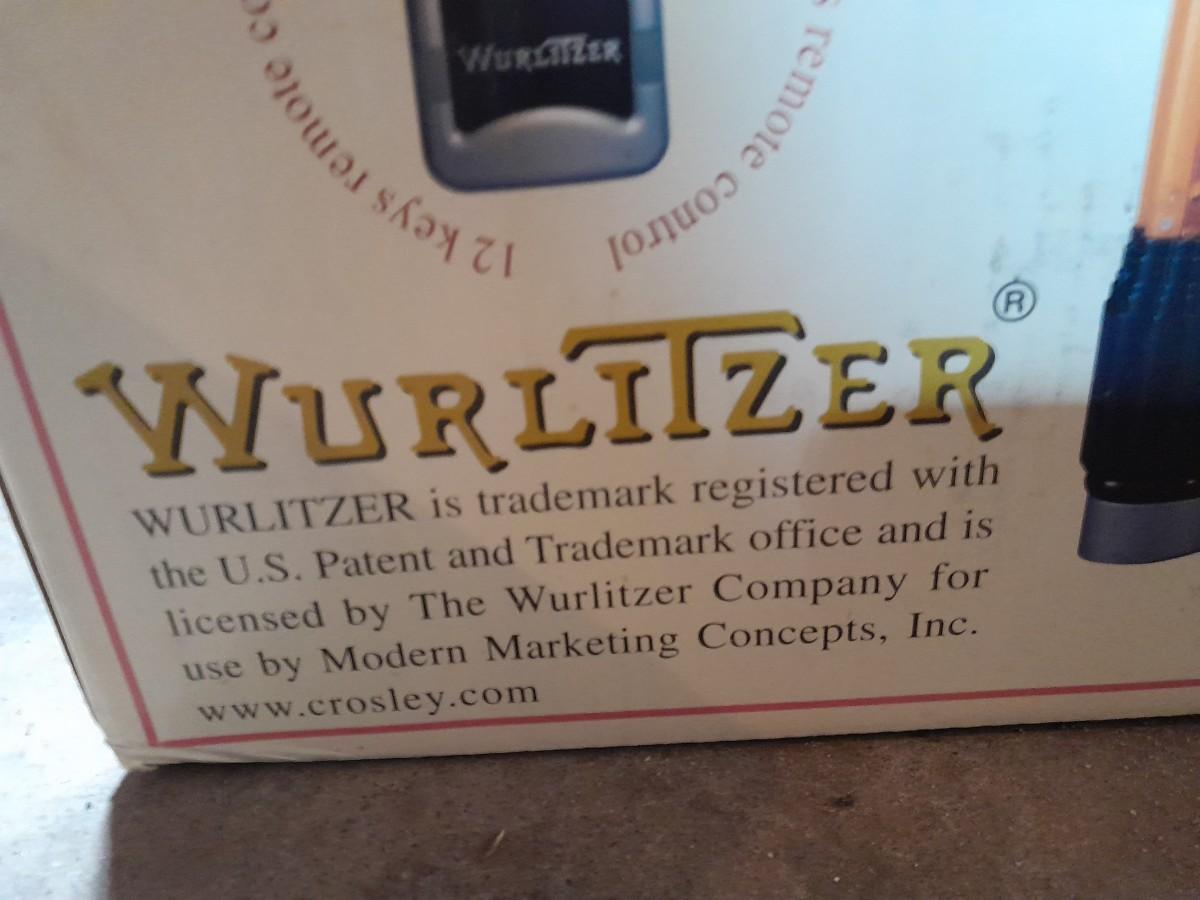 WURLITZER
12 keys remote co
s remote control
WURLITZER ®
WURLITZER is trademark registered with
the U.S. Patent and Trademark office and is
licensed by The Wurlitzer Company for
use by Modern Marketing Concepts, Inc.
www.crosley.com